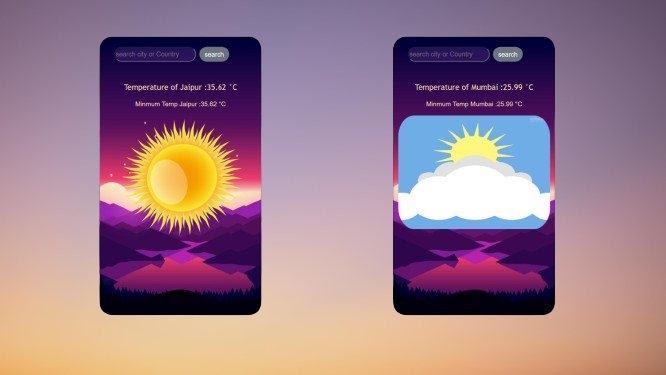 search city or Country search
Temperature of Jaipur :35.62 °C
Minmum Temp Jaipur :35.62 °C
search city or Country search
Temperature of Mumbai :25.99 °C
Minmum Temp Mumbai :25.99 °C